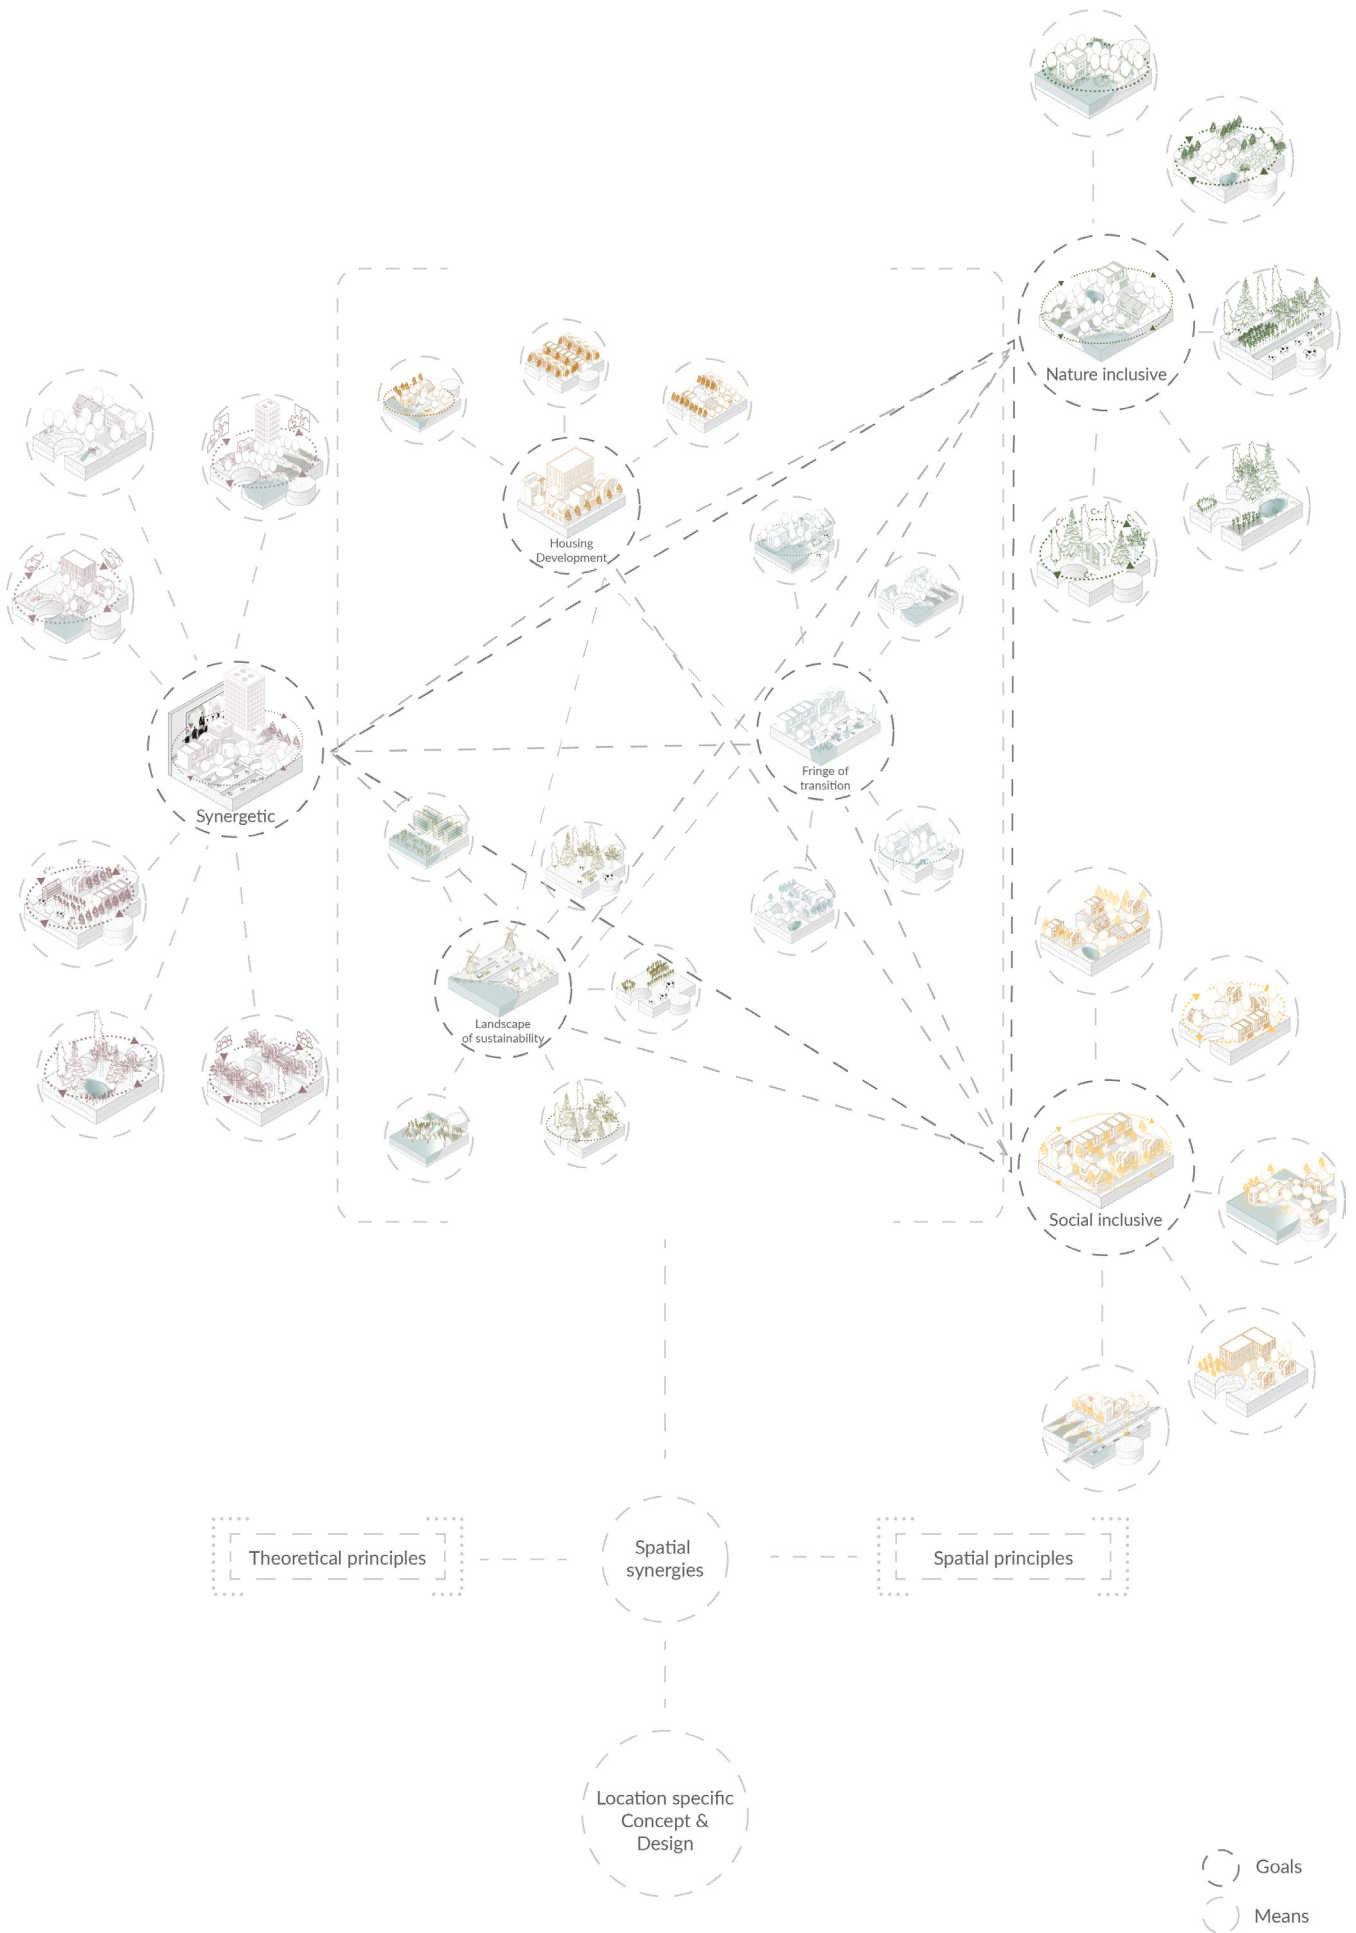 Nature inclusive
Housing
Development
Fringe of
transition
Synergetic
Landscape
of sustainability
Social inclusive
Theoretical principles
Spatial
synergies
Spatial principles
Location specific
Concept &
Design
Goals
Means